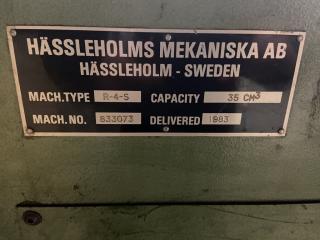 HÄSSLEHOLMS MEKANISKA AB
HÄSSLEHOLM - SWEDEN
MACH.TYPE R-4-S CAPACITY 35 CM³
MACH.NO. 833073 DELIVERED 1983